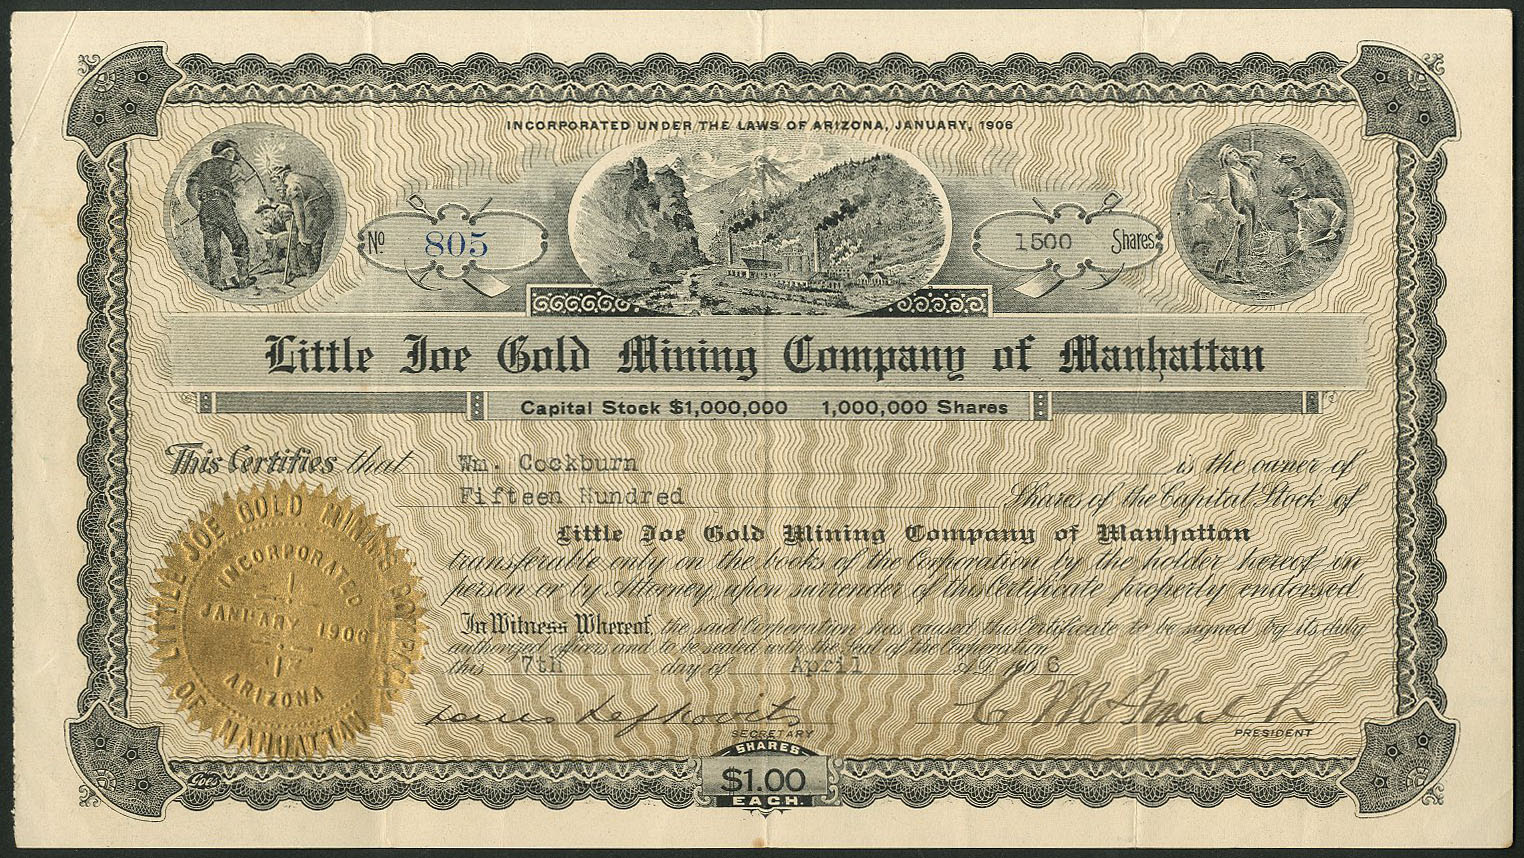 INCORPORATED UNDER THE LAWS OF ARIZONA, JANUARY, 1906
No 805
1500 Shares
Little Joe Gold Mining Company of Manhattan
Capital Stock $1,000,000 1,000,000 Shares
This Certifies that Wm. Cockburn is the owner of
Fifteen Hundred Shares of the Capital Stock of
Little Joe Gold Mining Company of Manhattan
transferable only on the books of the Corporation by the holder hereof in
person or by Attorney, upon surrender of this Certificate properly endorsed
In Witness Whereof, the said Corporation has caused this Certificate to be signed by its duly
authorized officers and to be sealed with the Seal of the Corporation
this 7th day of April A.D. 1906
Louis Lefkovits
SECRETARY
PRESIDENT
SHARES
$1.00
EACH.
LITTLE JOE GOLD MINING COMPANY
OF MANHATTAN
INCORPORATED
JANUARY 1906
ARIZONA
Goes